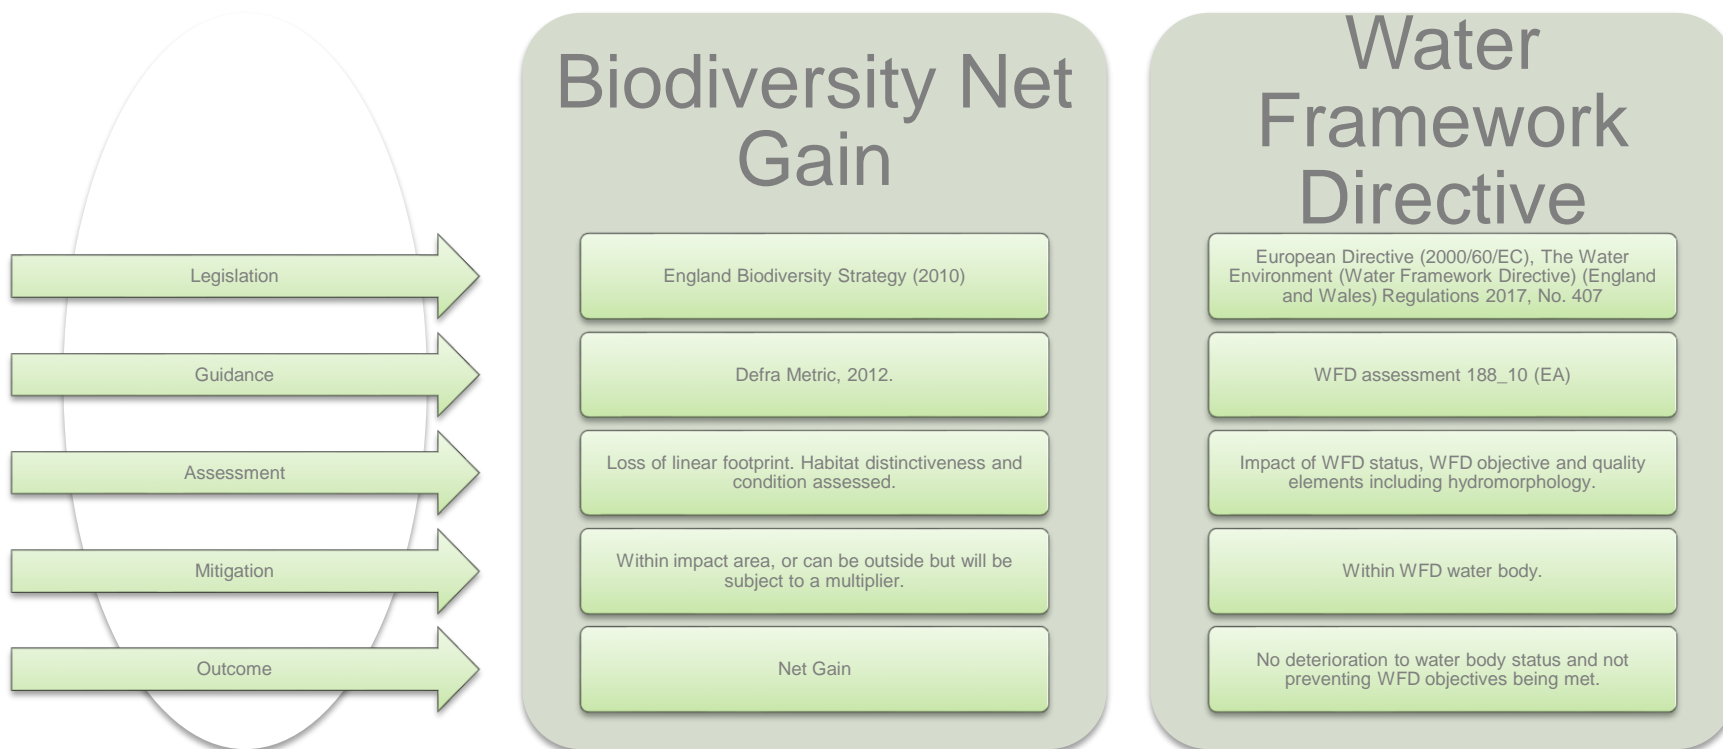 Biodiversity Net
Gain
Water
Framework
Directive
Legislation
England Biodiversity Strategy (2010)
European Directive (2000/60/EC), The Water
Environment (Water Framework Directive) (England
and Wales) Regulations 2017, No. 407
Guidance
Defra Metric, 2012.
WFD assessment 188_10 (EA)
Assessment
Loss of linear footprint. Habitat distinctiveness and
condition assessed.
Impact of WFD status, WFD objective and quality
elements including hydromorphology.
Mitigation
Within impact area, or can be outside but will be
subject to a multiplier.
Within WFD water body.
Outcome
Net Gain
No deterioration to water body status and not
preventing WFD objectives being met.